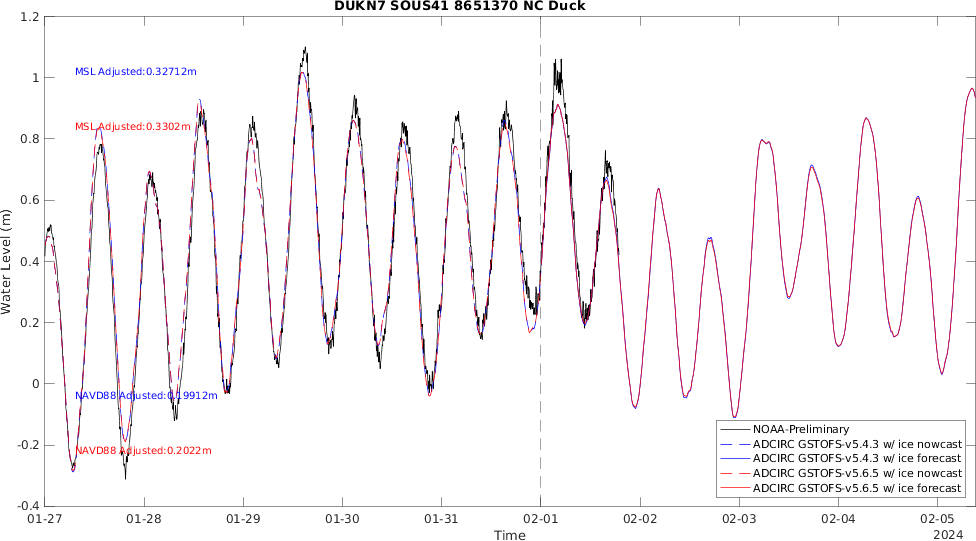 DUKN7 SOUS41 8651370 NC Duck
1.2
1
0.8
0.6
0.4
0.2
0
-0.2
-0.4
Water Level (m)
MSL Adjusted:0.32712m
MSL Adjusted:0.3302m
NAVD88 Adjusted:0.19912m
NAVD88 Adjusted:0.2022m
NOAA-Preliminary
ADCIRC GSTOFS-v5.4.3 w/ ice nowcast
ADCIRC GSTOFS-v5.4.3 w/ ice forecast
ADCIRC GSTOFS-v5.6.5 w/ ice nowcast
ADCIRC GSTOFS-v5.6.5 w/ ice forecast
01-27 01-28 01-29 01-30 01-31 02-01 02-02 02-03 02-04 02-05
Time
2024